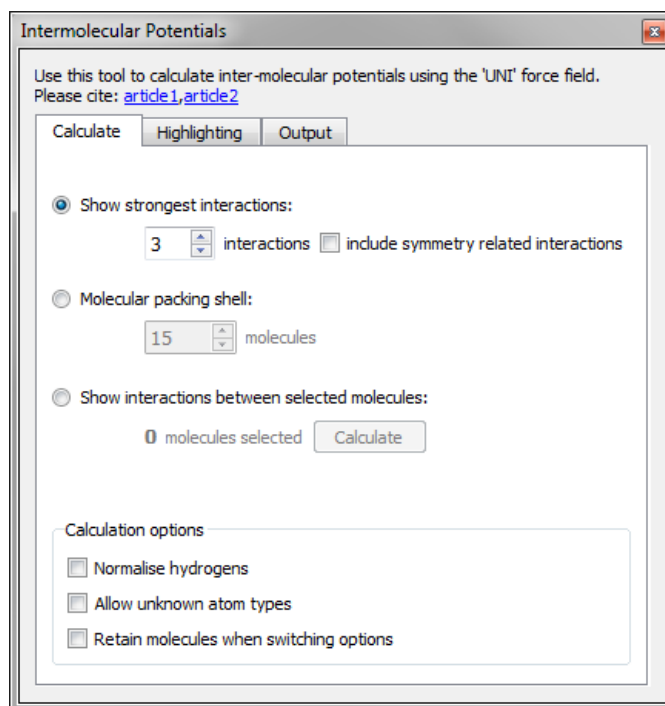 Intermolecular Potentials
Use this tool to calculate inter-molecular potentials using the 'UNI' force field.
Please cite: article1,article2
Calculate Highlighting Output
Show strongest interactions:
3 interactions include symmetry related interactions
Molecular packing shell:
15 molecules
Show interactions between selected molecules:
0 molecules selected Calculate
Calculation options
Normalise hydrogens
Allow unknown atom types
Retain molecules when switching options